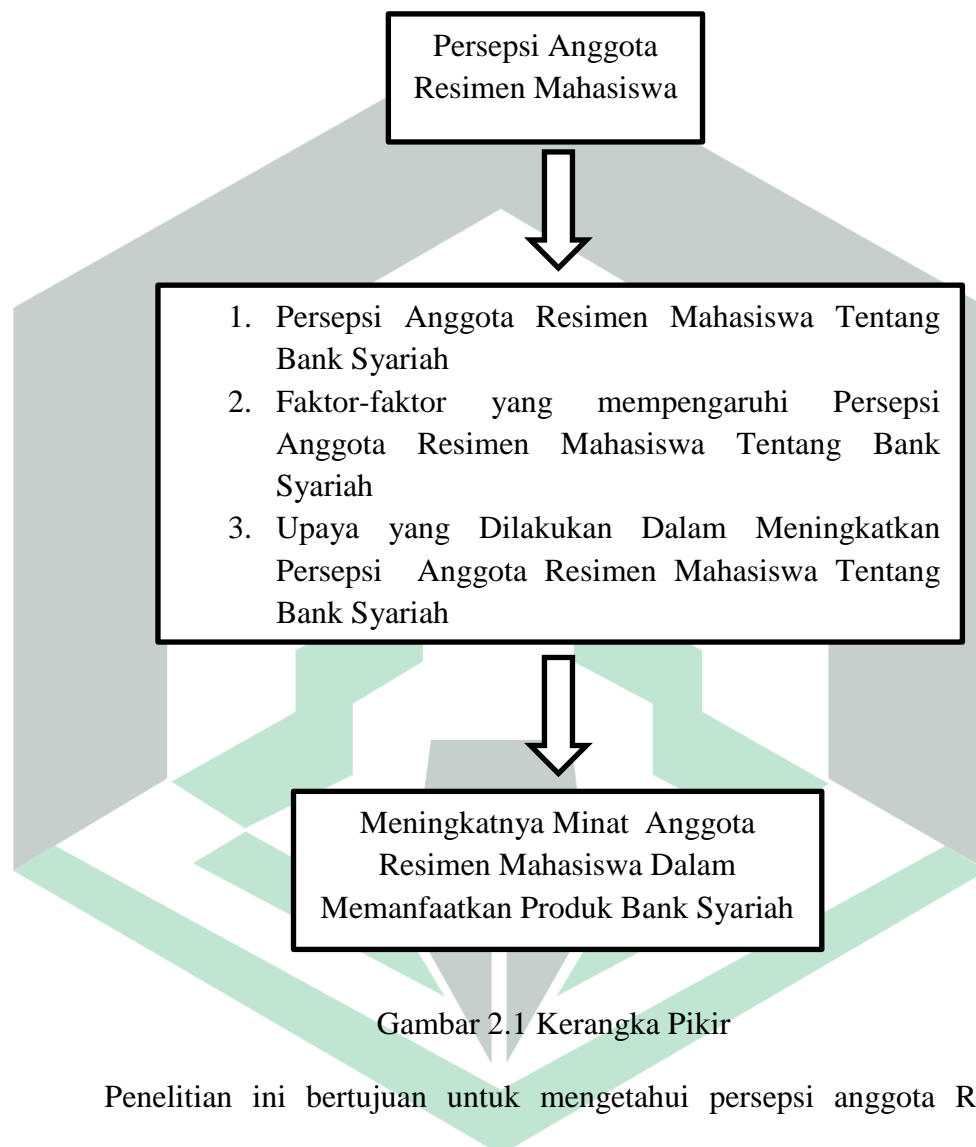 Persepsi Anggota
Resimen Mahasiswa
1. Persepsi Anggota Resimen Mahasiswa Tentang
Bank Syariah
2. Faktor-faktor yang mempengaruhi Persepsi
Anggota Resimen Mahasiswa Tentang Bank
Syariah
3. Upaya yang Dilakukan Dalam Meningkatkan
Persepsi Anggota Resimen Mahasiswa Tentang
Bank Syariah
Meningkatnya Minat Anggota
Resimen Mahasiswa Dalam
Memanfaatkan Produk Bank Syariah
Gambar 2.1 Kerangka Pikir
Penelitian ini bertujuan untuk mengetahui persepsi anggota